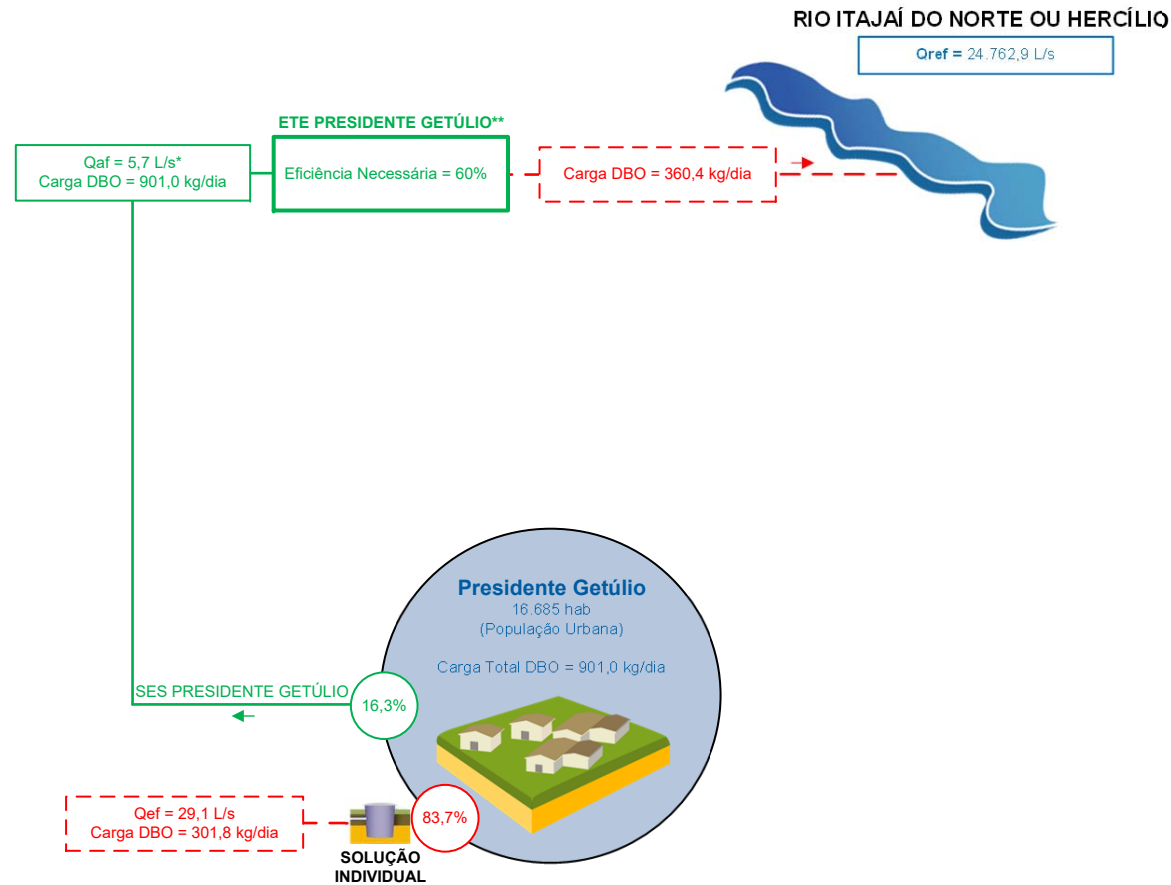 RIO ITAJAÍ DO NORTE OU HERCÍLIO
Qref = 24.762,9 L/s
ETE PRESIDENTE GETÚLIO**
Qaf = 5,7 L/s*
Carga DBO = 901,0 kg/dia
Eficiência Necessária = 60%
Carga DBO = 360,4 kg/dia
Presidente Getúlio
16.685 hab
(População Urbana)
Carga Total DBO = 901,0 kg/dia
SES PRESIDENTE GETÚLIO
16,3%
Qef = 29,1 L/s
Carga DBO = 301,8 kg/dia
83,7%
SOLUÇÃO
INDIVIDUAL